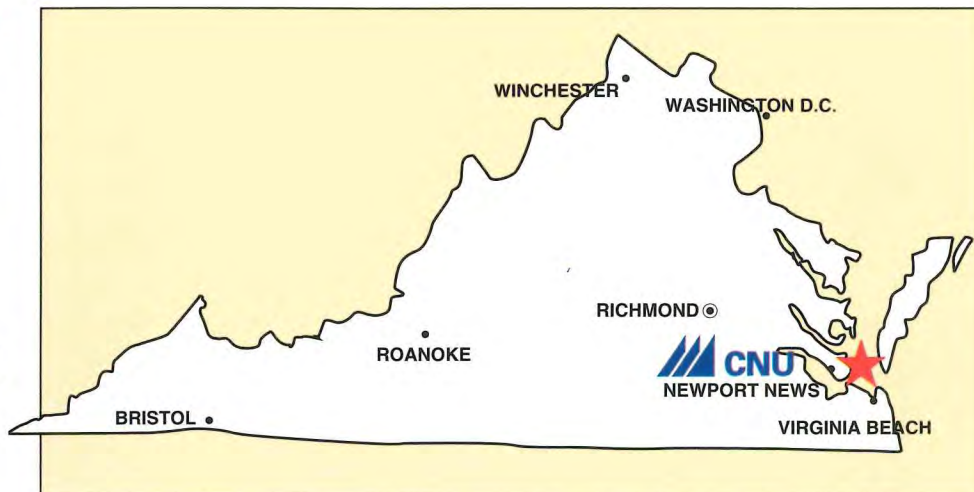 WINCHESTER
WASHINGTON D.C.
RICHMOND
ROANOKE
CNU
NEWPORT NEWS
BRISTOL
VIRGINIA BEACH